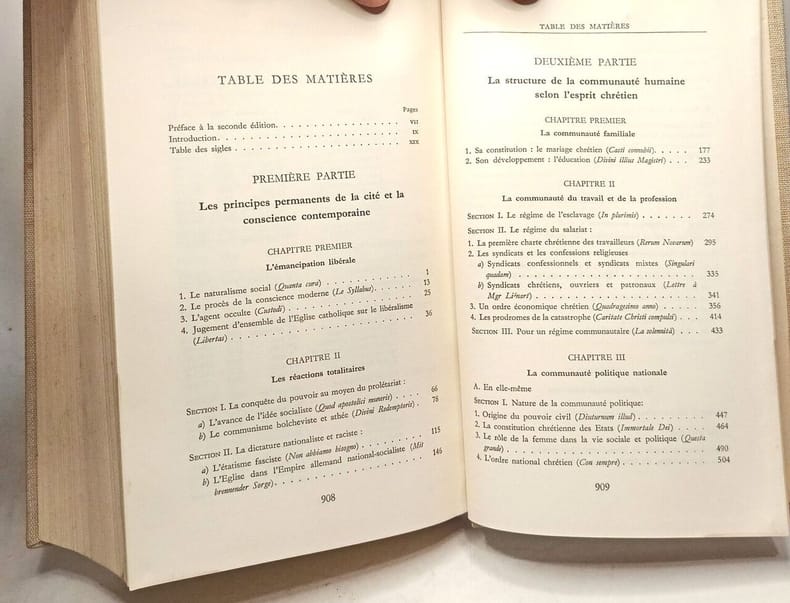 TABLE DES MATIÈRES
Pages
Préface à la seconde édition. VII
Introduction. IX
Table des sigles XIX
PREMIÈRE PARTIE
Les principes permanents de la cité et la
conscience contemporaine
CHAPITRE PREMIER
L'émancipation libérale
1. Le naturalisme social (Quanta cura) 1
2. Le procès de la conscience moderne (Le Syllabus). 13
3. L'agent occulte (Custodi) 25
4. Jugement d'ensemble de l'Eglise catholique sur le libéralisme
(Libertas) 36
CHAPITRE II
Les réactions totalitaires
SECTION I. La conquête du pouvoir au moyen du prolétariat :
a) L'avance de l'idée socialiste (Quod apostolici muneris) 66
b) Le communisme bolcheviste et athée (Divini Redemptoris). 78
SECTION II. La dictature nationaliste et raciste : 115
a) L'étatisme fasciste (Non abbiamo bisogno)
b) L'Eglise dans l'Empire allemand national-socialiste (Mit 146
brennender Sorge).
908
TABLE DES MATIÈRES
DEUXIÈME PARTIE
La structure de la communauté humaine
selon l'esprit chrétien
CHAPITRE PREMIER
La communauté familiale
1. Sa constitution : le mariage chrétien (Casti connubii). 177
2. Son développement : l'éducation (Divini illius Magistri) 233
CHAPITRE II
La communauté du travail et de la profession
SECTION I. Le régime de l'esclavage (In plurimis) 274
SECTION II. Le régime du salariat :
1. La première charte chrétienne des travailleurs (Rerum Novarum) 295
2. Les syndicats et les confessions religieuses
a) Syndicats confessionnels et syndicats mixtes (Singulari
quadam) 335
b) Syndicats chrétiens, ouvriers et patronaux (Lettre à
Mgr Liénart) 341
3. Un ordre économique chrétien (Quadragesimo anno) 356
4. Les prodromes de la catastrophe (Caritate Christi compulsi) 414
SECTION III. Pour un régime communautaire (La solennità) 433
CHAPITRE III
La communauté politique nationale
A. En elle-même
SECTION I. Nature de la communauté politique:
1. Origine du pouvoir civil (Diuturnum illud) 447
2. La constitution chrétienne des Etats (Immortale Dei) 464
3. Le rôle de la femme dans la vie sociale et politique (Questa
grande) 490
4. L'ordre national chrétien (Con sempre) 504
909